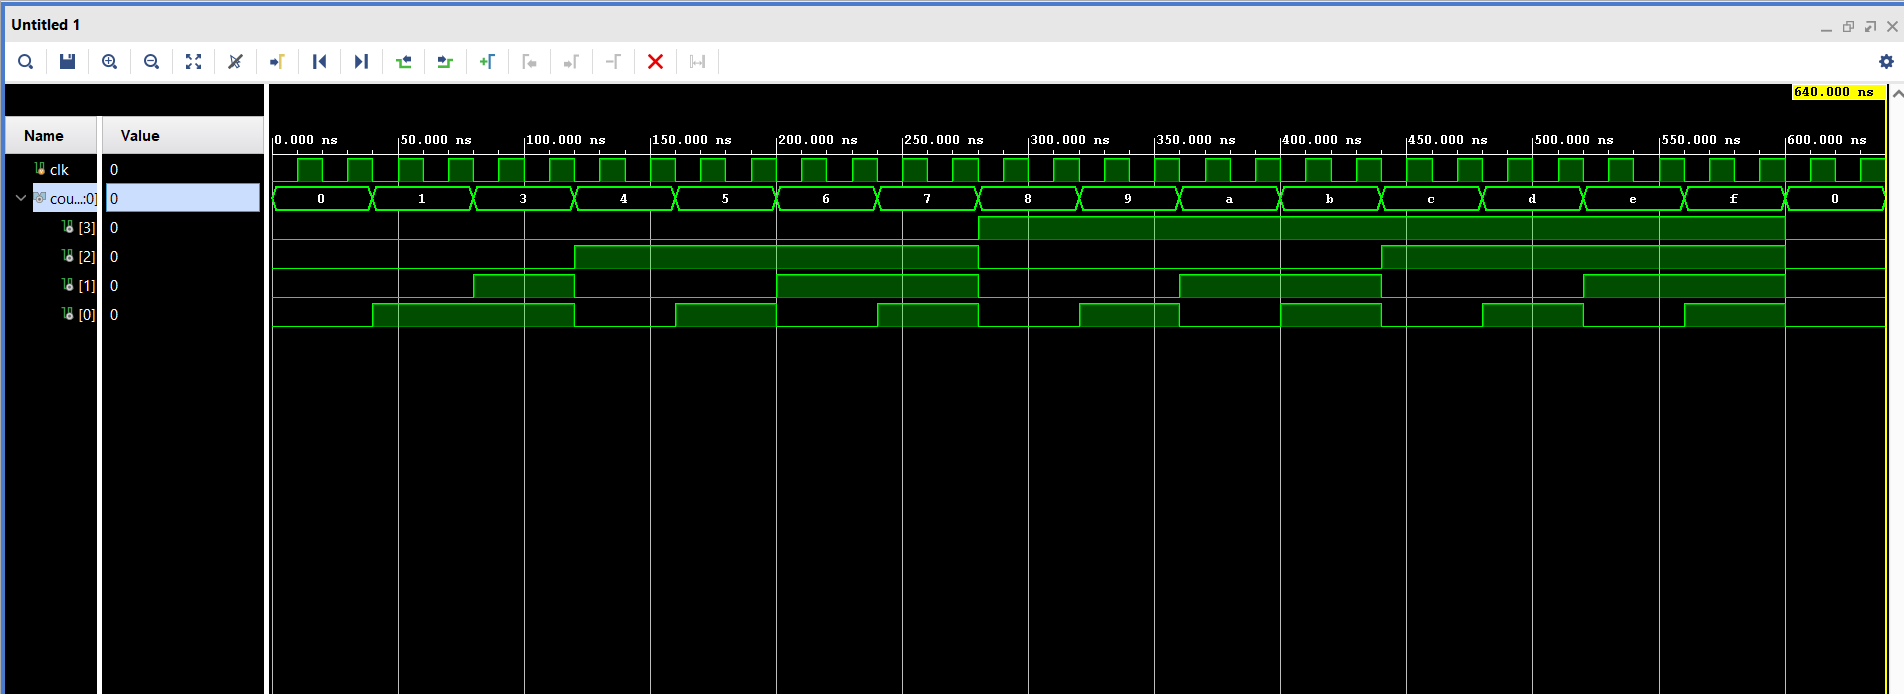 Untitled 1
640.000 ns
Name Value
0.000 ns 50.000 ns 100.000 ns 150.000 ns 200.000 ns 250.000 ns 300.000 ns 350.000 ns 400.000 ns 450.000 ns 500.000 ns 550.000 ns 600.000 ns
clk 0
cou...:0] 0 0 1 3 4 5 6 7 8 9 a b c d e f 0
[3] 0
[2] 0
[1] 0
[0] 0